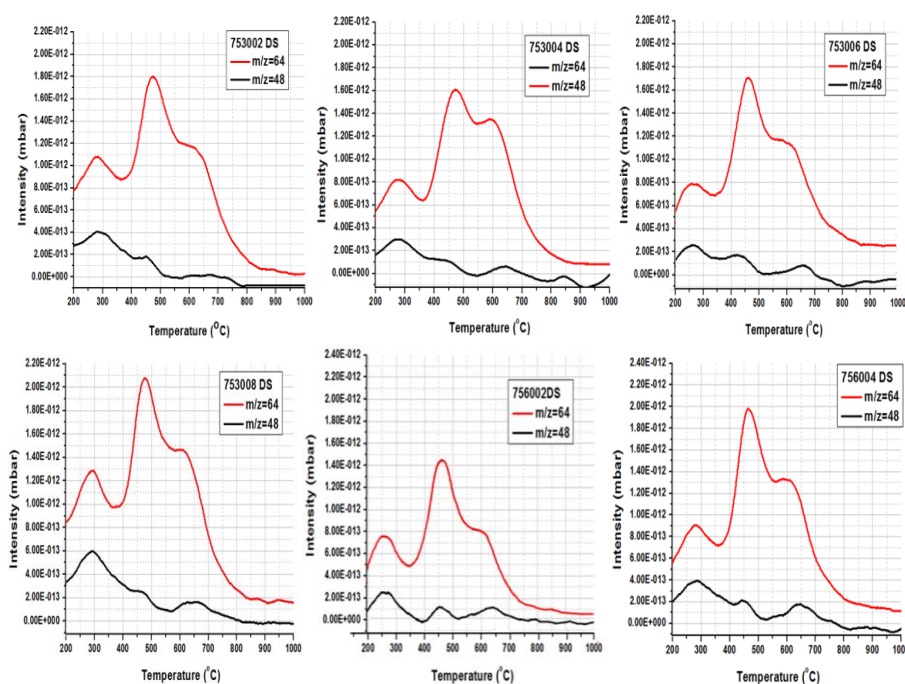 753002 DS
m/z=64
m/z=48
Intensity (mbar)
2.20E-012
2.00E-012
1.80E-012
1.60E-012
1.40E-012
1.20E-012
1.00E-012
8.00E-013
6.00E-013
4.00E-013
2.00E-013
0.00E+000
200 300 400 500 600 700 800 900 1000
Temperature (°C)
753004 DS
m/z=64
m/z=48
Intensity (mbar)
2.20E-012
2.00E-012
1.80E-012
1.60E-012
1.40E-012
1.20E-012
1.00E-012
8.00E-013
6.00E-013
4.00E-013
2.00E-013
0.00E+000
200 300 400 500 600 700 800 900 1000
Temperature (°C)
753006 DS
m/z=64
m/z=48
Intensity (mbar)
2.20E-012
2.00E-012
1.80E-012
1.60E-012
1.40E-012
1.20E-012
1.00E-012
8.00E-013
6.00E-013
4.00E-013
2.00E-013
0.00E+000
200 300 400 500 600 700 800 900 1000
Temperature (°C)
753008 DS
m/z=64
m/z=48
Intensity (mbar)
2.20E-012
2.00E-012
1.80E-012
1.60E-012
1.40E-012
1.20E-012
1.00E-012
8.00E-013
6.00E-013
4.00E-013
2.00E-013
0.00E+000
200 300 400 500 600 700 800 900 1000
Temperature (°C)
756002DS
m/z=64
m/z=48
Intensity (mbar)
2.20E-012
2.00E-012
1.80E-012
1.60E-012
1.40E-012
1.20E-012
1.00E-012
8.00E-013
6.00E-013
4.00E-013
2.00E-013
0.00E+000
200 300 400 500 600 700 800 900 1000
Temperature (°C)
756004 DS
m/z=64
m/z=48
Intensity (mbar)
2.40E-012
2.20E-012
2.00E-012
1.80E-012
1.60E-012
1.40E-012
1.20E-012
1.00E-012
8.00E-013
6.00E-013
4.00E-013
2.00E-013
0.00E+000
200 300 400 500 600 700 800 900 1000
Temperature (°C)